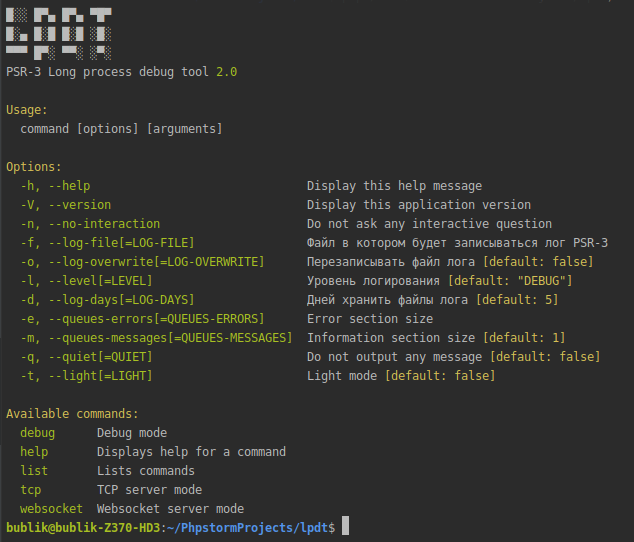 LPDT
PSR-3 Long process debug tool 2.0
Usage:
command [options] [arguments]
Options:
-h, --help Display this help message
-V, --version Display this application version
-n, --no-interaction Do not ask any interactive question
-f, --log-file[=LOG-FILE] Файл в котором будет записываться лог PSR-3
-o, --log-overwrite[=LOG-OVERWRITE] Перезаписывать файл лога [default: false]
-l, --level[=LEVEL] Уровень логирования [default: "DEBUG"]
-d, --log-days[=LOG-DAYS] Дней хранить файлы лога [default: 5]
-e, --queues-errors[=QUEUES-ERRORS] Error section size
-m, --queues-messages[=QUEUES-MESSAGES] Information section size [default: 1]
-q, --quiet[=QUIET] Do not output any message [default: false]
-t, --light[=LIGHT] Light mode [default: false]
Available commands:
debug Debug mode
help Displays help for a command
list Lists commands
tcp TCP server mode
websocket Websocket server mode
bublik@bublik-Z370-HD3:~/PhpstormProjects/lpdt$